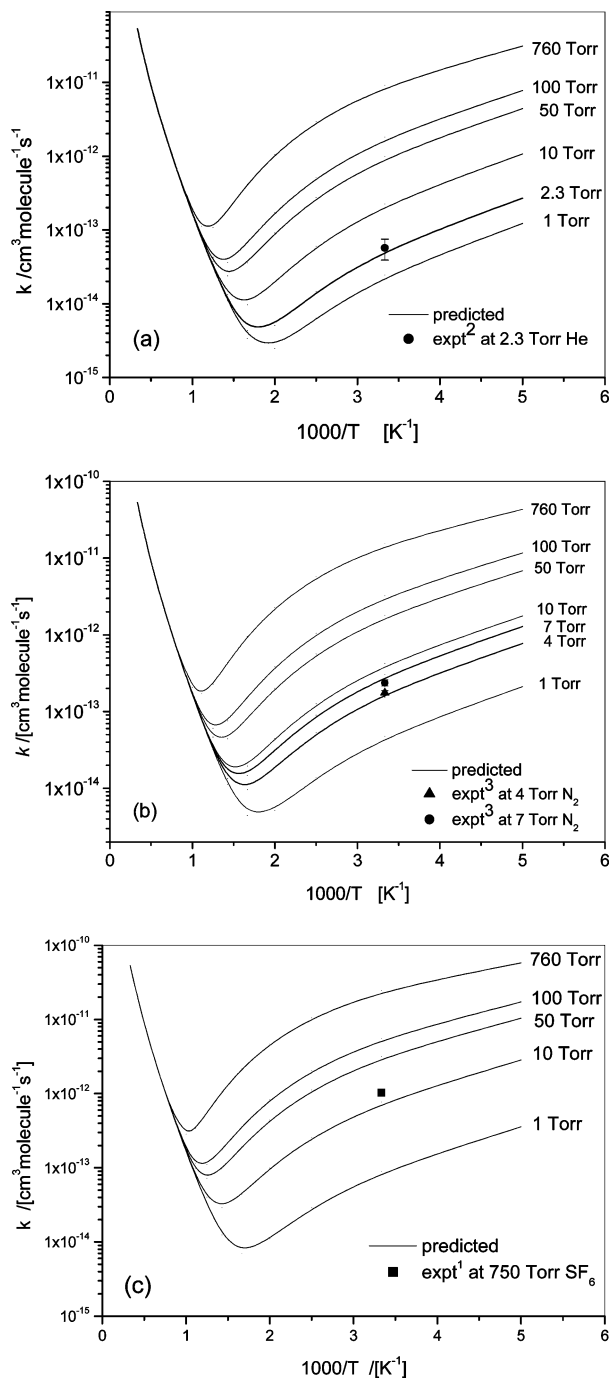 1x10⁻¹¹
1x10⁻¹²
1x10⁻¹³
1x10⁻¹⁴
1x10⁻¹⁵
k /cm³molecule⁻¹s⁻¹
760 Torr
100 Torr
50 Torr
10 Torr
2.3 Torr
1 Torr
(a)
predicted
expt² at 2.3 Torr He
0 1 2 3 4 5 6
1000/T [K⁻¹]
1x10⁻¹⁰
1x10⁻¹¹
1x10⁻¹²
1x10⁻¹³
1x10⁻¹⁴
k /[cm³molecule⁻¹s⁻¹]
760 Torr
100 Torr
50 Torr
10 Torr
7 Torr
4 Torr
1 Torr
(b)
predicted
expt³ at 4 Torr N₂
expt³ at 7 Torr N₂
0 1 2 3 4 5 6
1000/T [K⁻¹]
1x10⁻¹⁰
1x10⁻¹¹
1x10⁻¹²
1x10⁻¹³
1x10⁻¹⁴
1x10⁻¹⁵
k /[cm³molecule⁻¹s⁻¹]
760 Torr
100 Torr
50 Torr
10 Torr
1 Torr
(c)
predicted
expt¹ at 750 Torr SF₆
0 1 2 3 4 5 6
1000/T /[K⁻¹]